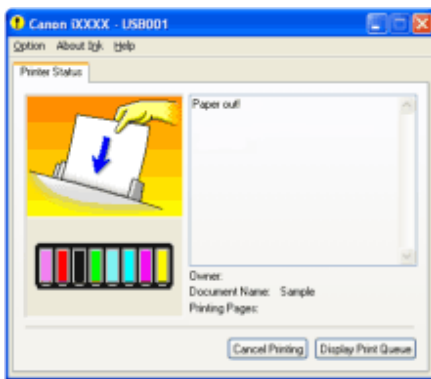 Canon iXXXX - USB001
Option About Ink Help
Printer Status
Paper out!
Owner:
Document Name: Sample
Printing Pages:
Cancel Printing Display Print Queue